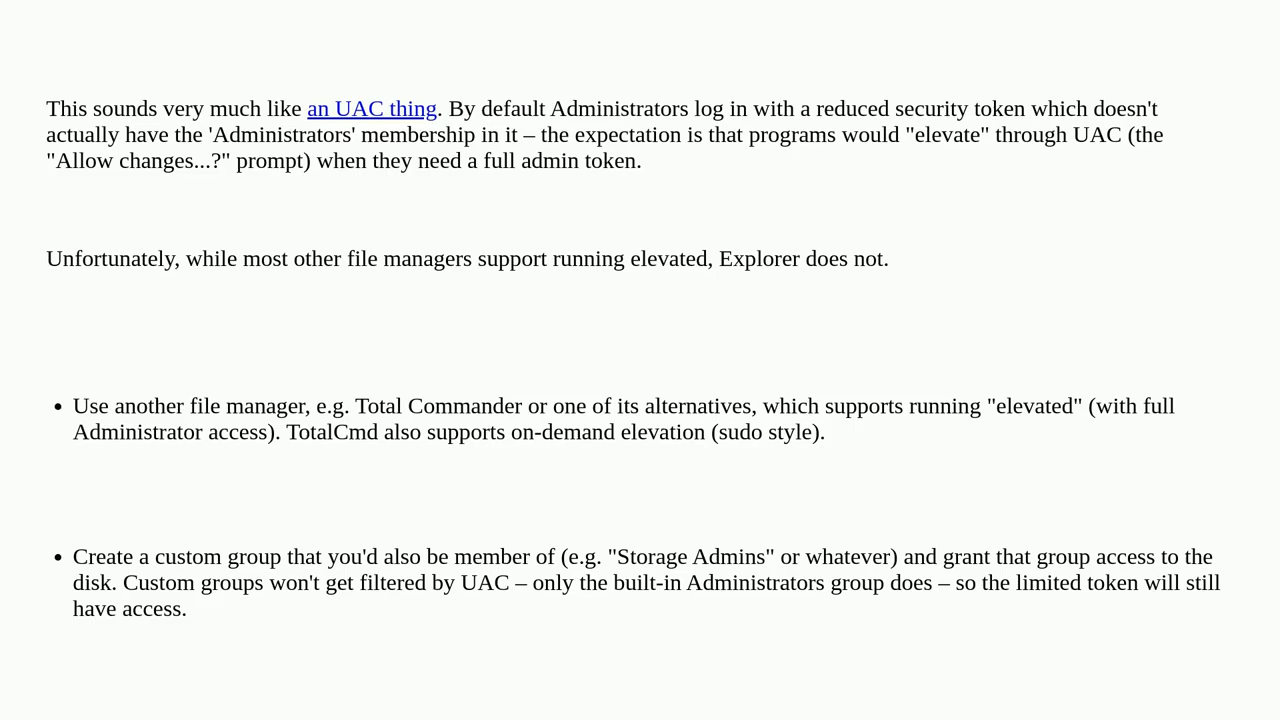 This sounds very much like an UAC thing. By default Administrators log in with a reduced security token which doesn't
actually have the 'Administrators' membership in it – the expectation is that programs would "elevate" through UAC (the
"Allow changes...?" prompt) when they need a full admin token.
Unfortunately, while most other file managers support running elevated, Explorer does not.
• Use another file manager, e.g. Total Commander or one of its alternatives, which supports running "elevated" (with full
Administrator access). TotalCmd also supports on-demand elevation (sudo style).
• Create a custom group that you'd also be member of (e.g. "Storage Admins" or whatever) and grant that group access to the
disk. Custom groups won't get filtered by UAC – only the built-in Administrators group does – so the limited token will still
have access.